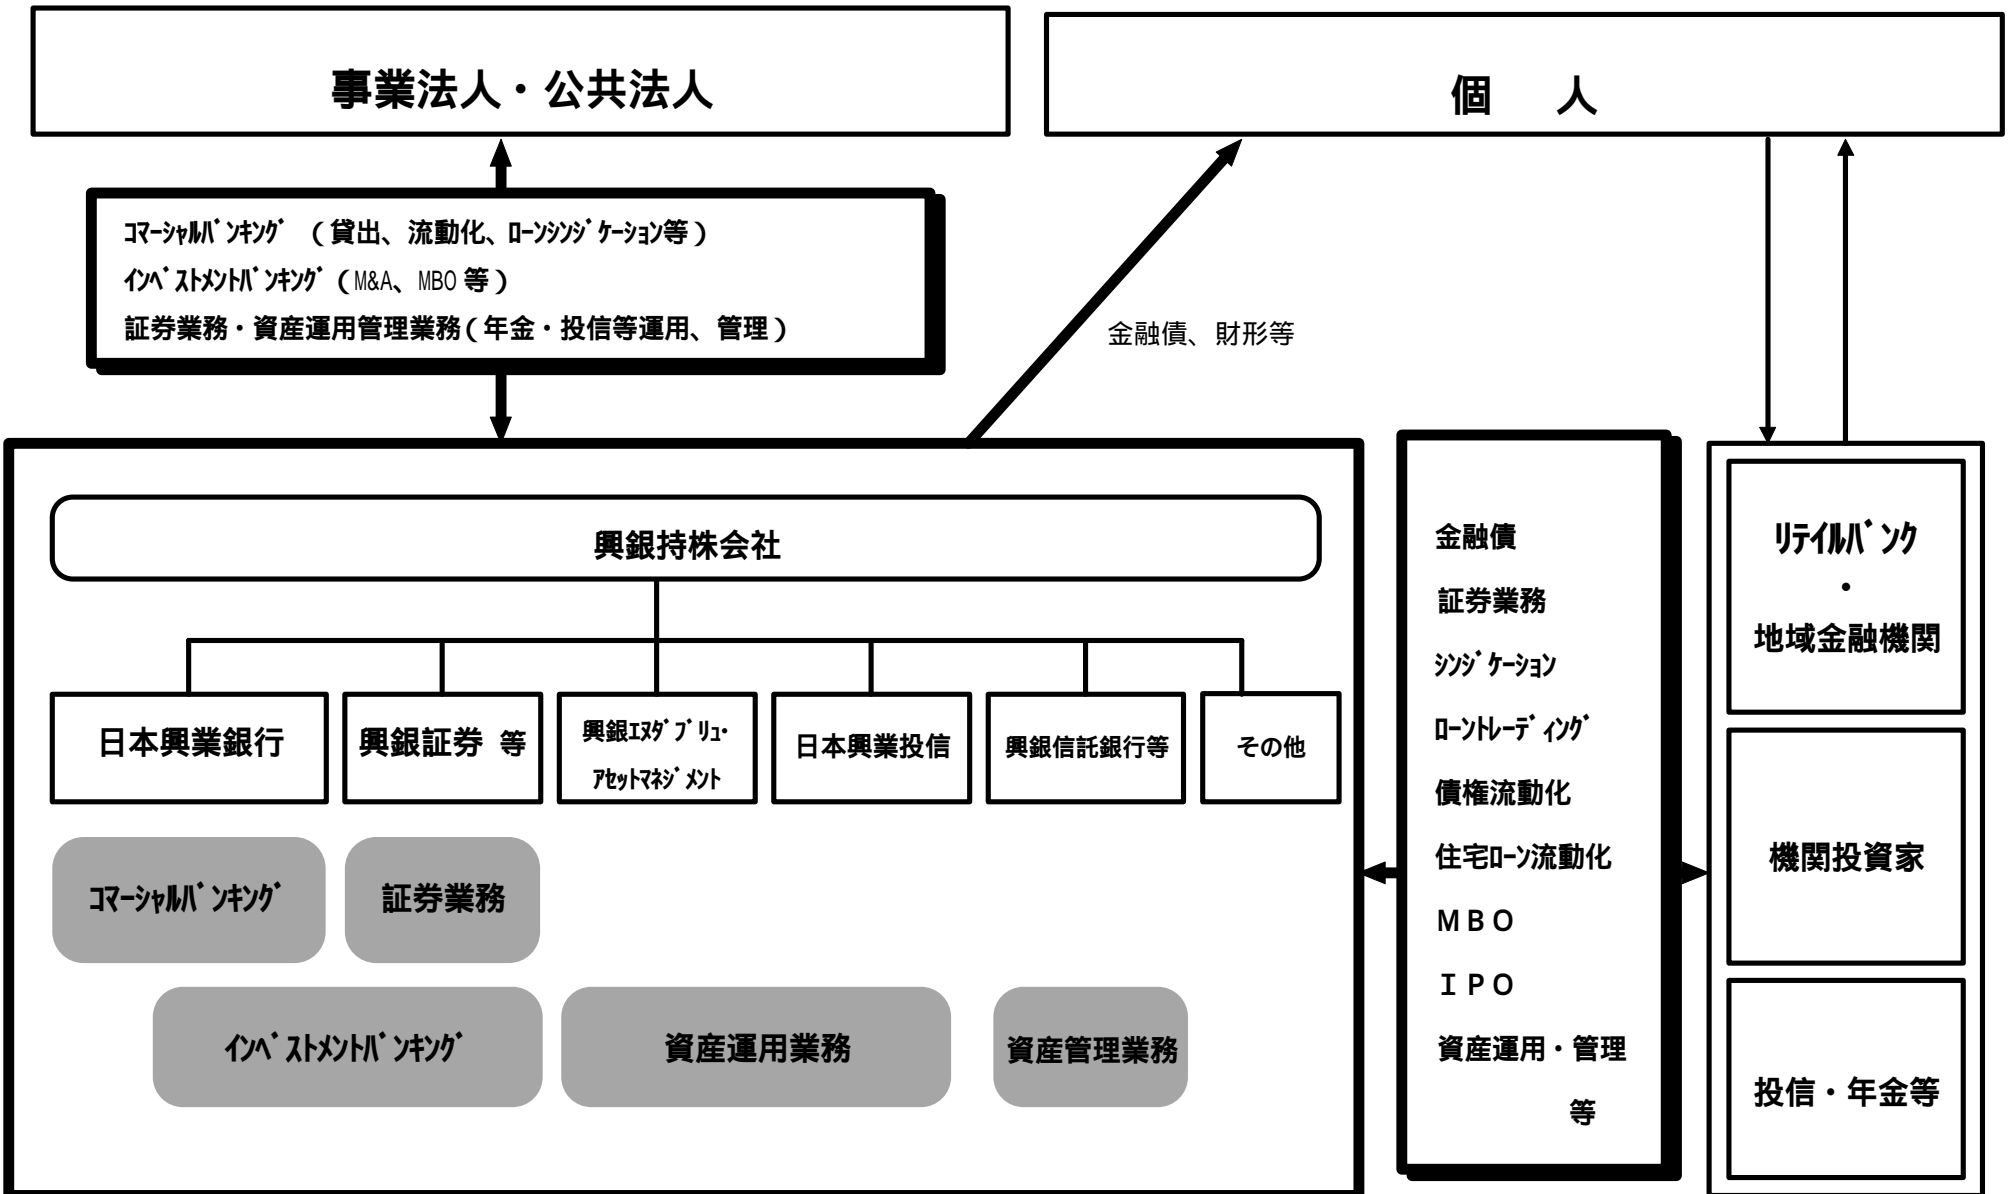 事業法人・公共法人
個 人
ｺﾏｰｼｬﾙﾊﾞﾝｷﾝｸﾞ (貸出、流動化、ﾛｰﾝｼﾝｼﾞｹｰｼｮﾝ等)
ｲﾝﾍﾞｽﾄﾒﾝﾄﾊﾞﾝｷﾝｸﾞ(M&A、MBO 等)
証券業務・資産運用管理業務(年金・投信等運用、管理)
金融債、財形等
興銀持株会社
日本興業銀行
興銀証券 等
興銀ｴﾇﾀﾞﾌﾞﾘｭ･
ｱｾｯﾄﾏﾈｼﾞﾒﾝﾄ
日本興業投信
興銀信託銀行等
その他
ｺﾏｰｼｬﾙﾊﾞﾝｷﾝｸﾞ
証券業務
ｲﾝﾍﾞｽﾄﾒﾝﾄﾊﾞﾝｷﾝｸﾞ
資産運用業務
資産管理業務
金融債
証券業務
ｼﾝｼﾞｹｰｼｮﾝ
ﾛｰﾝﾄﾚｰﾃﾞｨﾝｸﾞ
債権流動化
住宅ﾛｰﾝ流動化
ＭＢＯ
ＩＰＯ
資産運用・管理
等
ﾘﾃｲﾙﾊﾞﾝｸ
・
地域金融機関
機関投資家
投信・年金等